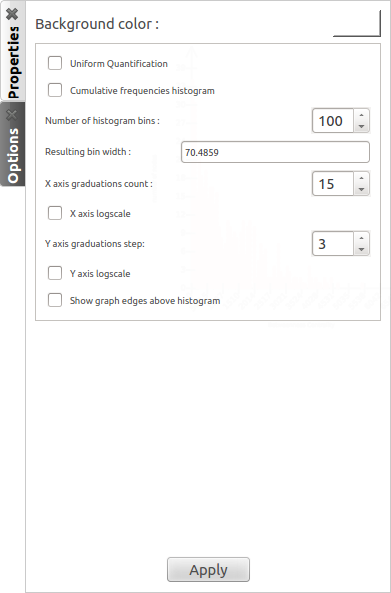 Properties
Options
Background color :
Uniform Quantification
Cumulative frequencies histogram
Number of histogram bins : 100
Resulting bin width : 70.4859
X axis graduations count : 15
X axis logscale
Y axis graduations step: 3
Y axis logscale
Show graph edges above histogram
Apply